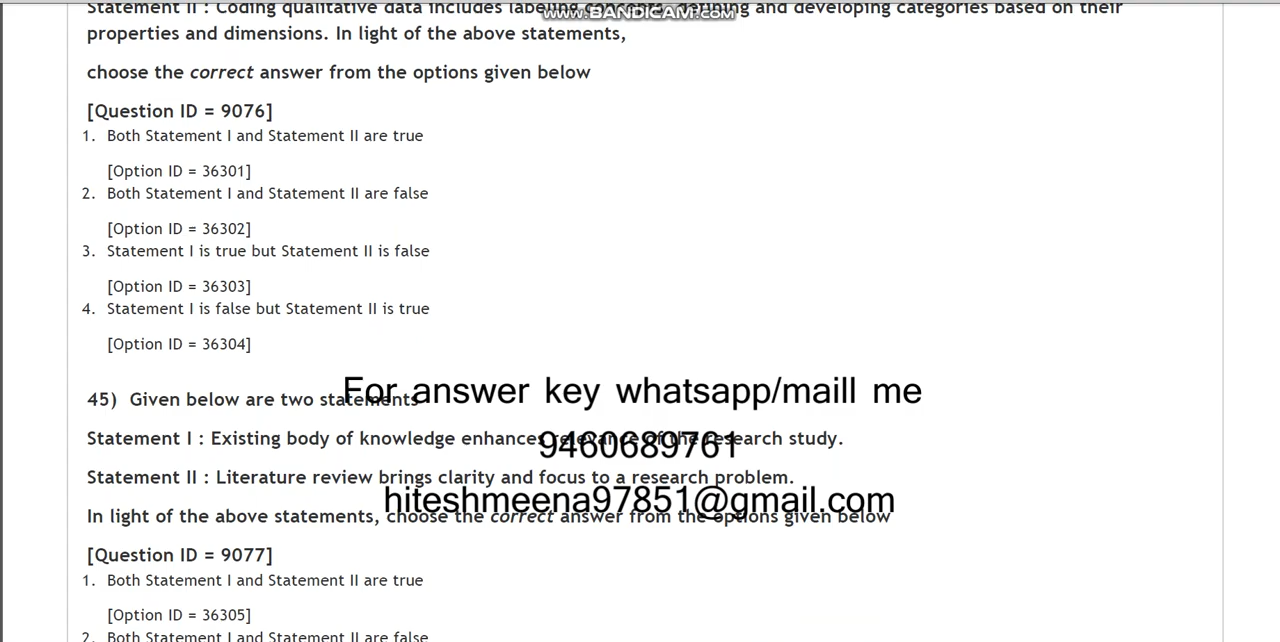 Statement II : Coding qualitative data includes labeling concepts, defining and developing categories based on their
www.BANDICAM.com
properties and dimensions. In light of the above statements,
choose the correct answer from the options given below
[Question ID = 9076]
1. Both Statement I and Statement II are true
[Option ID = 36301]
2. Both Statement I and Statement II are false
[Option ID = 36302]
3. Statement I is true but Statement II is false
[Option ID = 36303]
4. Statement I is false but Statement II is true
[Option ID = 36304]
For answer key whatsapp/maill me
45) Given below are two statements
Statement I : Existing body of knowledge enhances relevance of the research study.
9460689761
Statement II : Literature review brings clarity and focus to a research problem.
hiteshmeena97851@gmail.com
In light of the above statements, choose the correct answer from the options given below
[Question ID = 9077]
1. Both Statement I and Statement II are true
[Option ID = 36305]
2. Both Statement I and Statement II are false